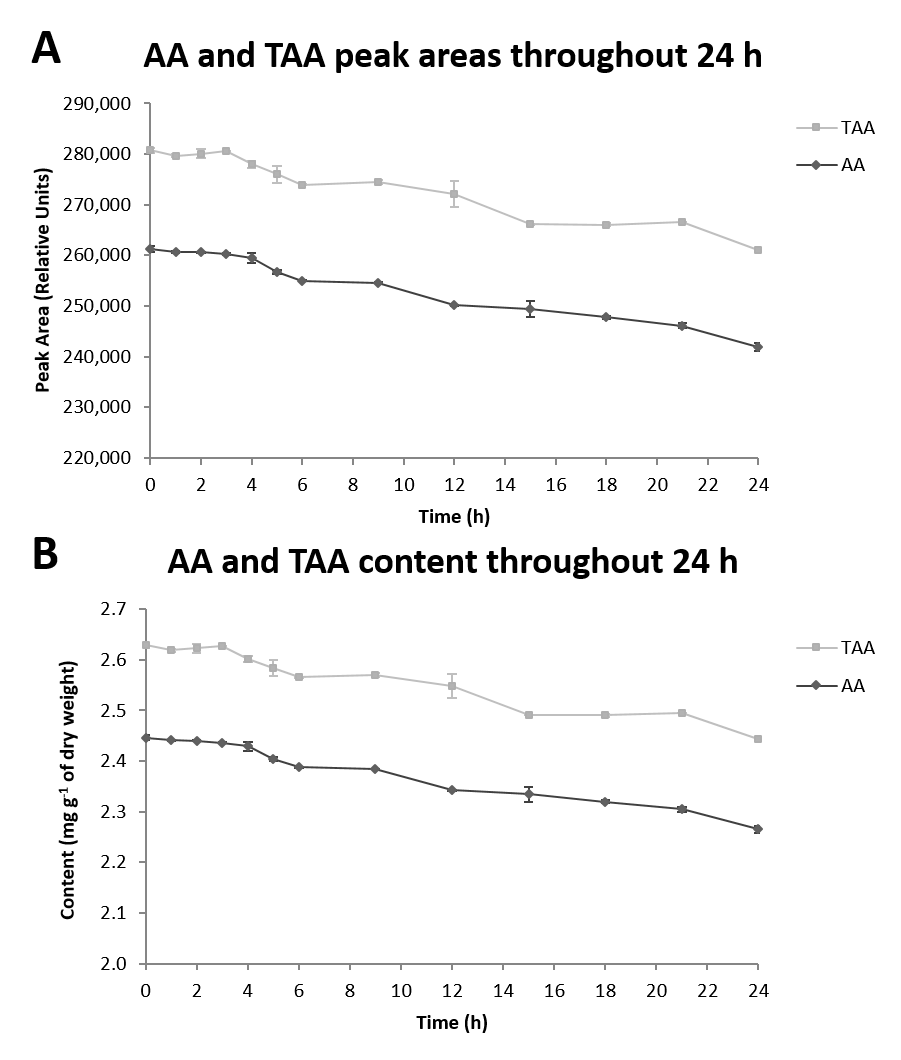 A
AA and TAA peak areas throughout 24 h
290,000
280,000
270,000
260,000
250,000
240,000
230,000
220,000
Peak Area (Relative Units)
0 2 4 6 8 10 12 14 16 18 20 22 24
Time (h)
TAA
AA
B
AA and TAA content throughout 24 h
2.7
2.6
2.5
2.4
2.3
2.2
2.1
2.0
Content (mg g⁻¹ of dry weight)
0 2 4 6 8 10 12 14 16 18 20 22 24
Time (h)
TAA
AA